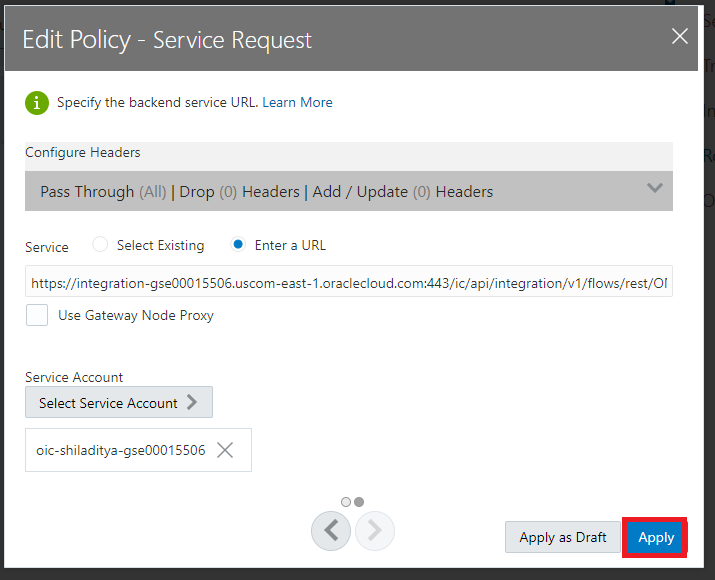 Edit Policy - Service Request
Specify the backend service URL. Learn More
Configure Headers
Pass Through (All) | Drop (0) Headers | Add / Update (0) Headers
Service Select Existing Enter a URL
https://integration-gse00015506.uscom-east-1.oraclecloud.com:443/ic/api/integration/v1/flows/rest/
Use Gateway Node Proxy
Service Account
Select Service Account
oic-shiladitya-gse00015506
Apply as Draft Apply